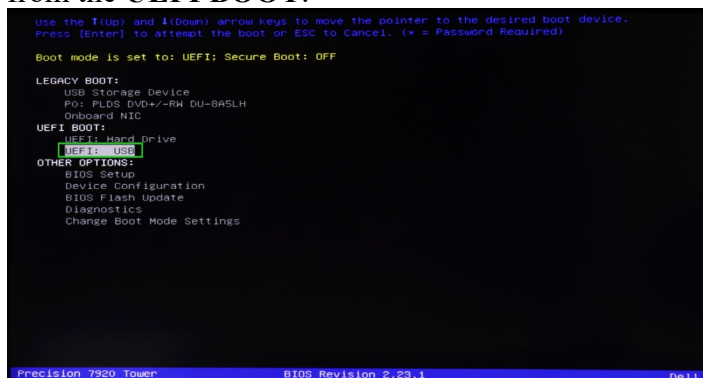 from the UEFI BOOT:
Use the ↑(Up) and ↓(Down) arrow keys to move the pointer to the desired boot device.
Press [Enter] to attempt the boot or ESC to Cancel. (* = Password Required)
Boot mode is set to: UEFI; Secure Boot: OFF
LEGACY BOOT:
USB Storage Device
P0: PLDS DVD+/-RW DU-8A5LH
Onboard NIC
UEFI BOOT:
UEFI: Hard Drive
UEFI: USB
OTHER OPTIONS:
BIOS Setup
Device Configuration
BIOS Flash Update
Diagnostics
Change Boot Mode Settings
Precision 7920 Tower BIOS Revision 2.23.1 Dell